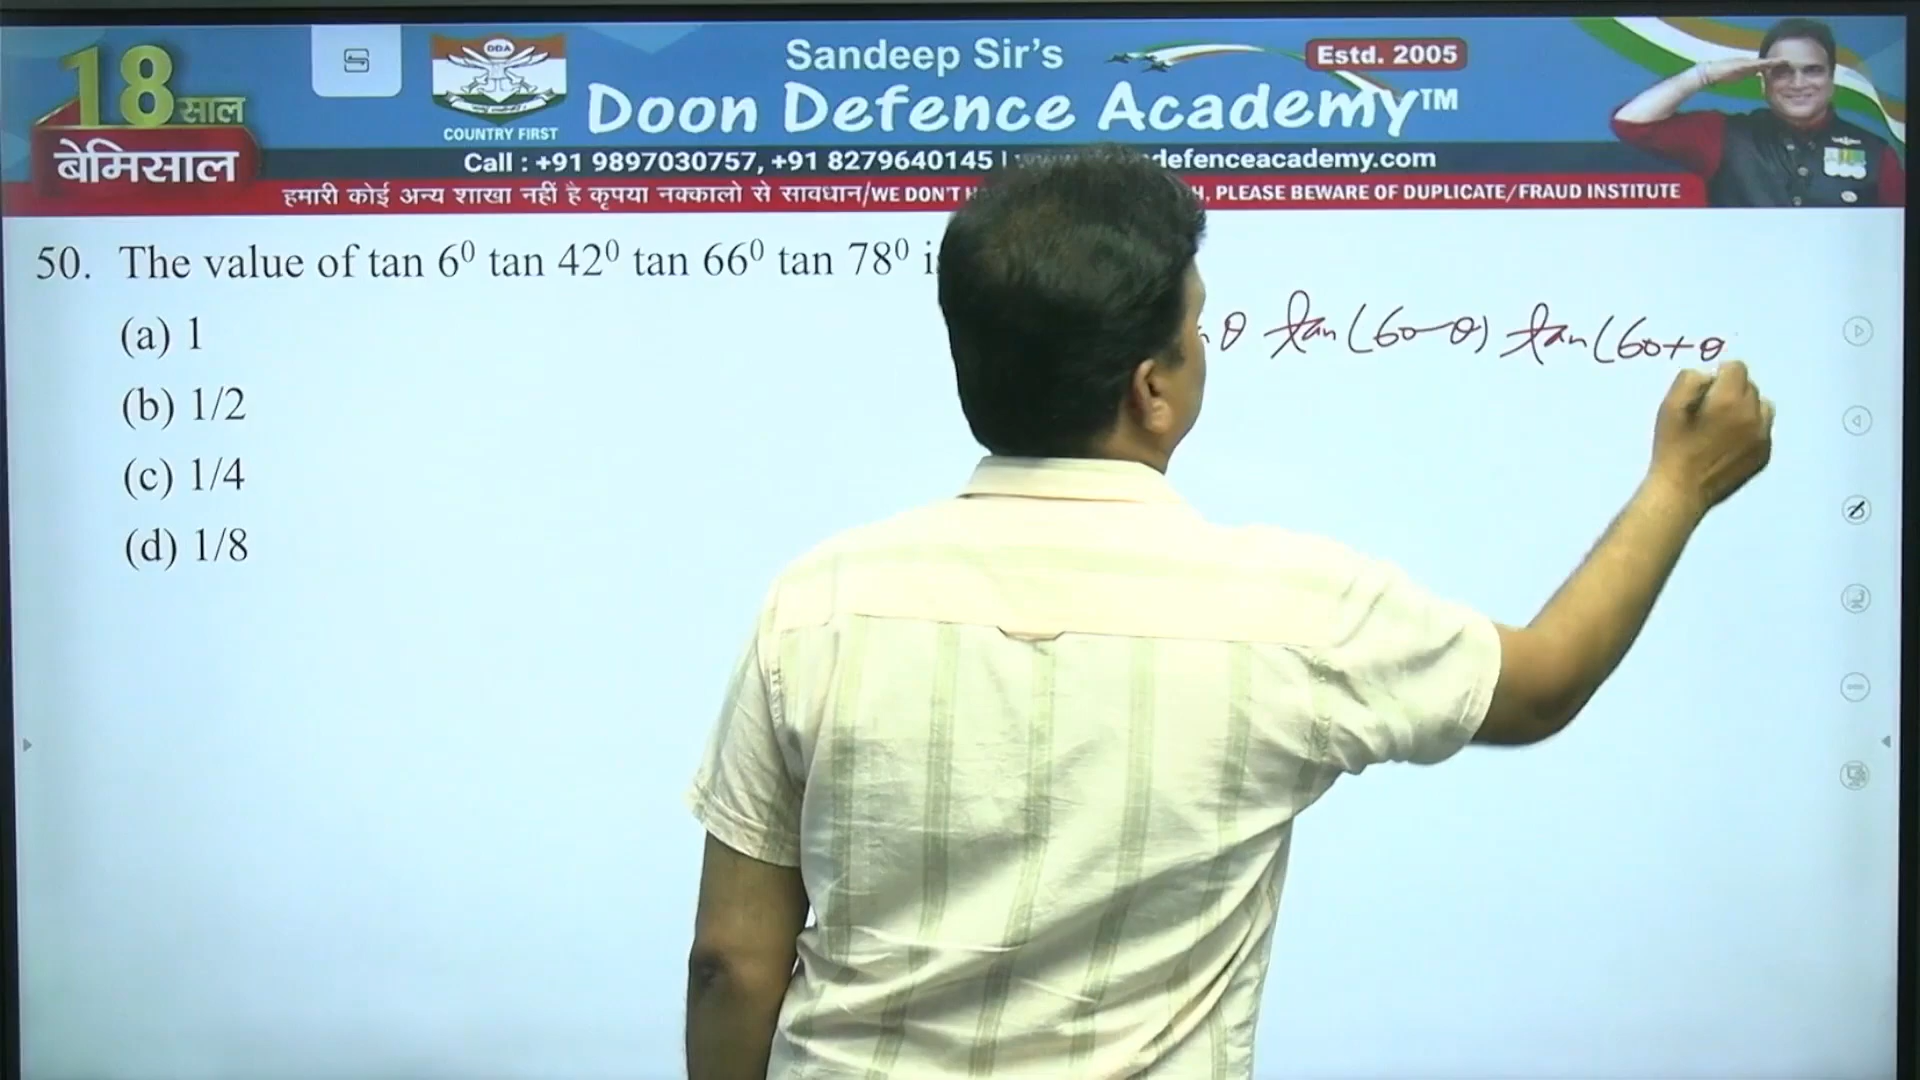 18 साल
बेमिसाल
DDA
COUNTRY FIRST
Sandeep Sir's
Estd. 2005
Doon Defence Academy™
Call : +91 9897030757, +91 8279640145 | defenceacademy.com
हमारी कोई अन्य शाखा नहीं है कृपया नक्कालो से सावधान/WE DON'T PLEASE BEWARE OF DUPLICATE/FRAUD INSTITUTE
50. The value of tan 6⁰ tan 42⁰ tan 66⁰ tan 78⁰
θ tan(60-θ) tan(60+θ
(a) 1
(b) 1/2
(c) 1/4
(d) 1/8